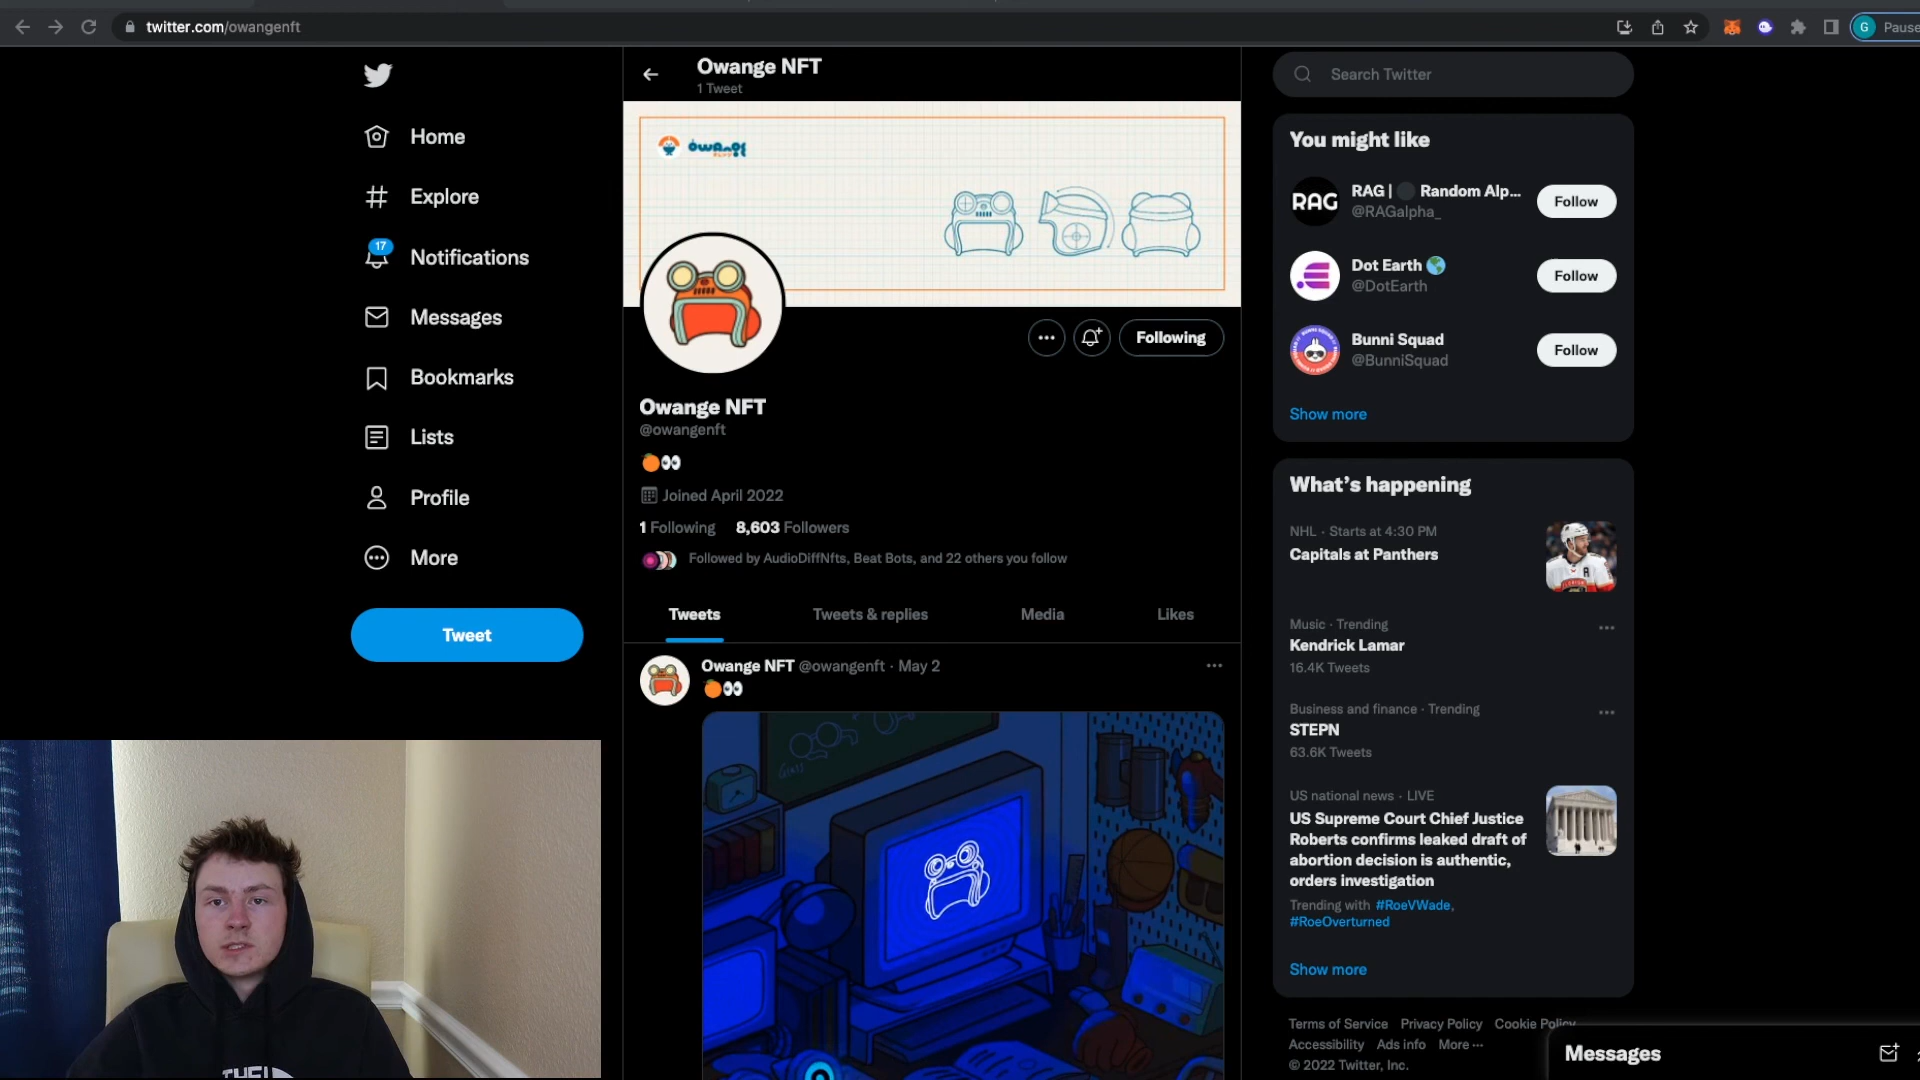 twitter.com/owangenft
G
Pause
Owange NFT
1 Tweet
Home
Explore
17
Notifications
Messages
Bookmarks
Lists
Profile
More
Tweet
Following
Owange NFT
@owangenft
🍊👀
Joined April 2022
1 Following 8,603 Followers
Followed by AudioDiffNfts, Beat Bots, and 22 others you follow
Tweets Tweets & replies Media Likes
Owange NFT @owangenft · May 2
🍊👀
Search Twitter
You might like
RAG
RAG | Random Alp...
@RAGalpha_
Follow
Dot Earth 🌎
@DotEarth
Follow
Bunni Squad
@BunniSquad
Follow
Show more
What's happening
NHL · Starts at 4:30 PM
Capitals at Panthers
Music · Trending
Kendrick Lamar
16.4K Tweets
Business and finance · Trending
STEPN
63.6K Tweets
US national news · LIVE
US Supreme Court Chief Justice
Roberts confirms leaked draft of
abortion decision is authentic,
orders investigation
Trending with #RoeVWade,
#RoeOverturned
Show more
Terms of Service Privacy Policy Cookie Policy
Accessibility Ads info More ...
© 2022 Twitter, Inc.
Messages